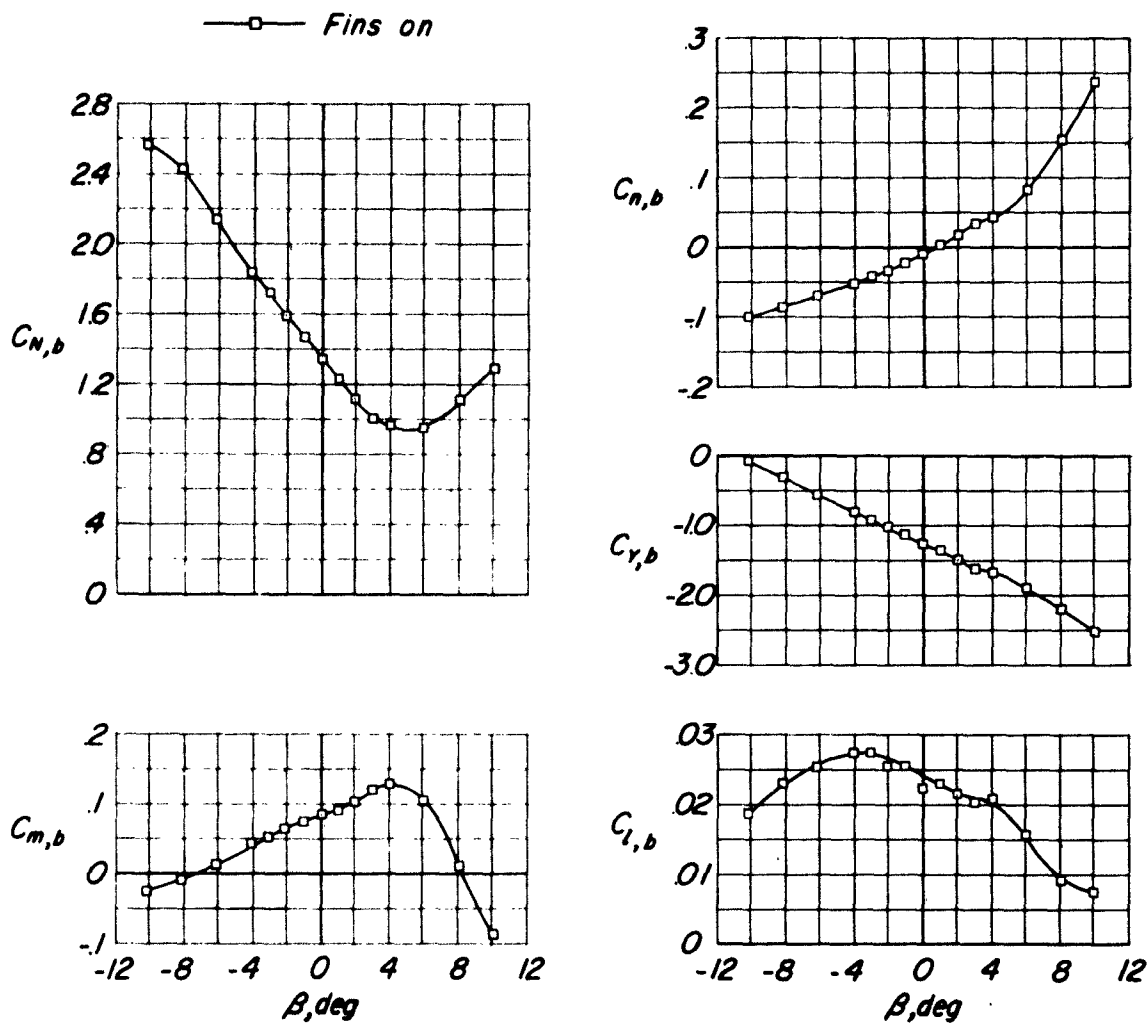 Fins on
2.8
2.4
2.0
1.6
1.2
.8
.4
0
C_N,b
.2
.1
0
-.1
C_m,b
-12 -8 -4 0 4 8 12
β, deg
.3
.2
.1
0
-.1
-.2
C_n,b
0
-1.0
-2.0
-3.0
C_Y,b
.03
.02
.01
0
C_l,b
-12 -8 -4 0 4 8 12
β, deg